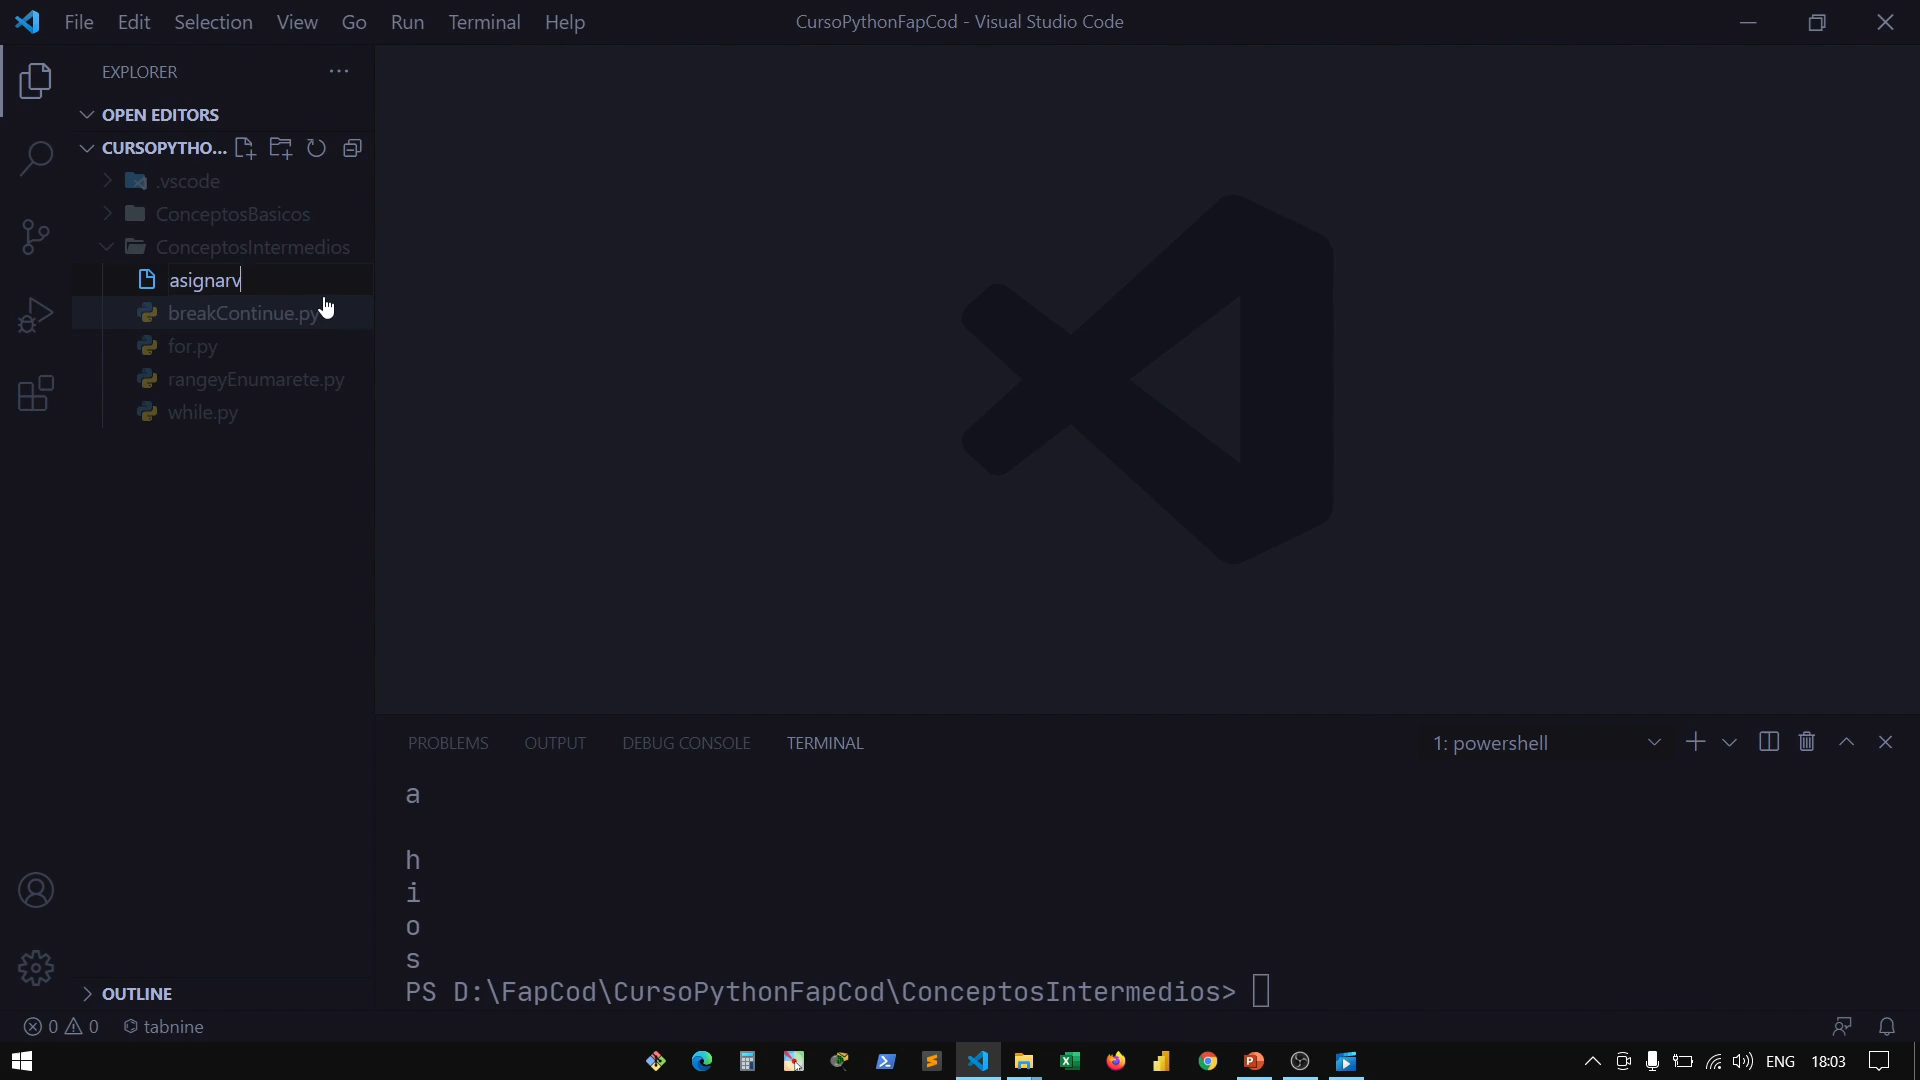 File Edit Selection View Go Run Terminal Help
CursoPythonFapCod - Visual Studio Code
EXPLORER
OPEN EDITORS
CURSOPYTHO...
.vscode
ConceptosBasicos
ConceptosIntermedios
asignarv
breakContinue.py
for.py
rangeyEnumarete.py
while.py
PROBLEMS OUTPUT DEBUG CONSOLE TERMINAL
1: powershell
a
h
i
o
s
PS D:\FapCod\CursoPythonFapCod\ConceptosIntermedios>
OUTLINE
0 0 tabnine
ENG 18:03